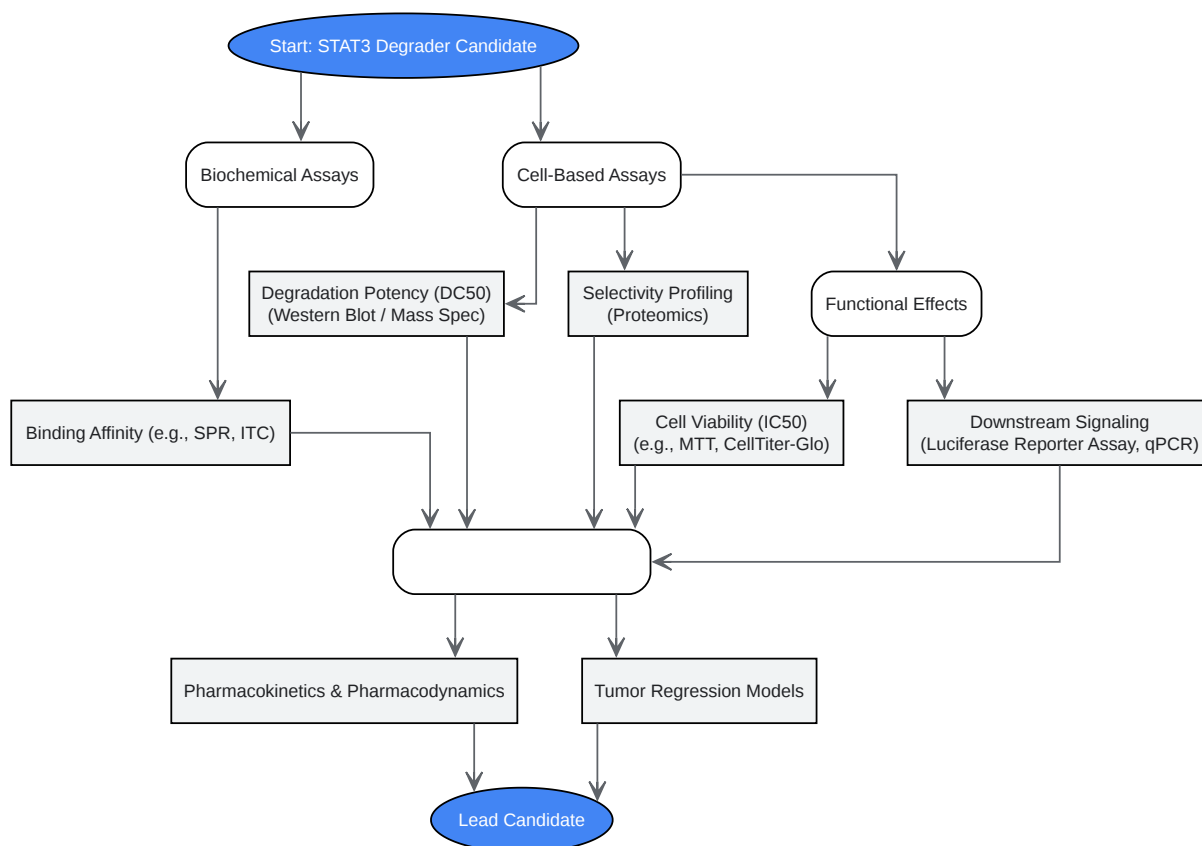 Start: STAT3 Degrader Candidate
Biochemical Assays
Cell-Based Assays
Degradation Potency (DC50)
(Western Blot / Mass Spec)
Selectivity Profiling
(Proteomics)
Functional Effects
Binding Affinity (e.g., SPR, ITC)
Cell Viability (IC50)
(e.g., MTT, CellTiter-Glo)
Downstream Signaling
(Luciferase Reporter Assay, qPCR)
Pharmacokinetics & Pharmacodynamics
Tumor Regression Models
Lead Candidate